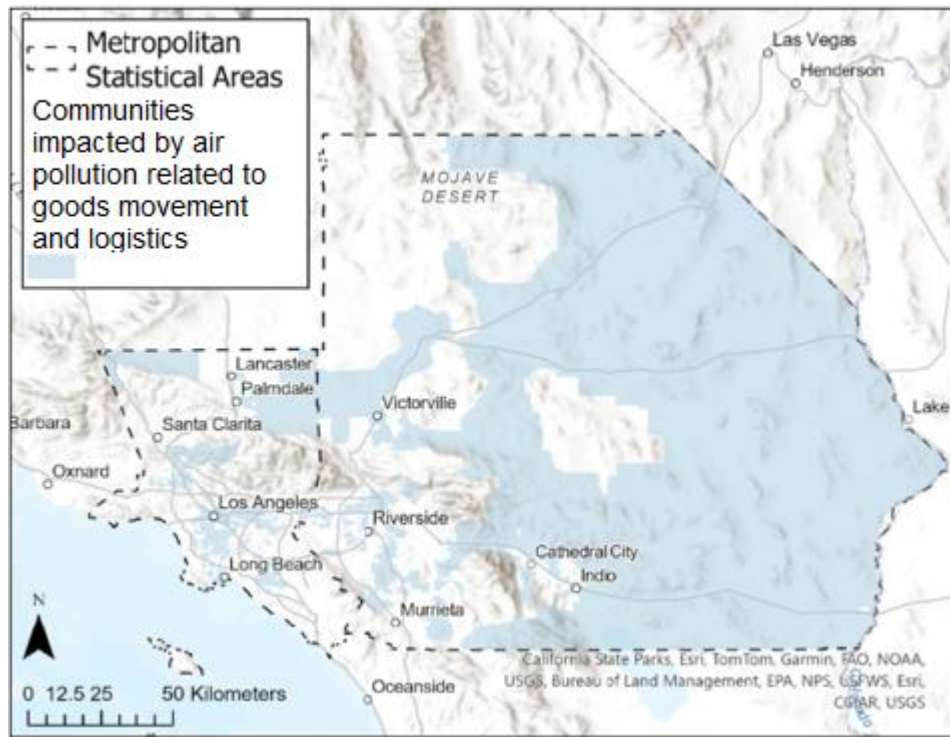 Metropolitan
Statistical Areas
Communities
impacted by air
pollution related to
goods movement
and logistics
Las Vegas
Henderson
MOJAVE
DESERT
Lancaster
Palmdale
Victorville
Santa Clarita
Barbara
Lake
Oxnard
Los Angeles
Riverside
Cathedral City
Long Beach
Indio
Murrieta
N
Oceanside
0 12.5 25 50 Kilometers
California State Parks, Esri, TomTom, Garmin, FAO, NOAA,
USGS, Bureau of Land Management, EPA, NPS, USFWS, Esri,
CGIAR, USGS